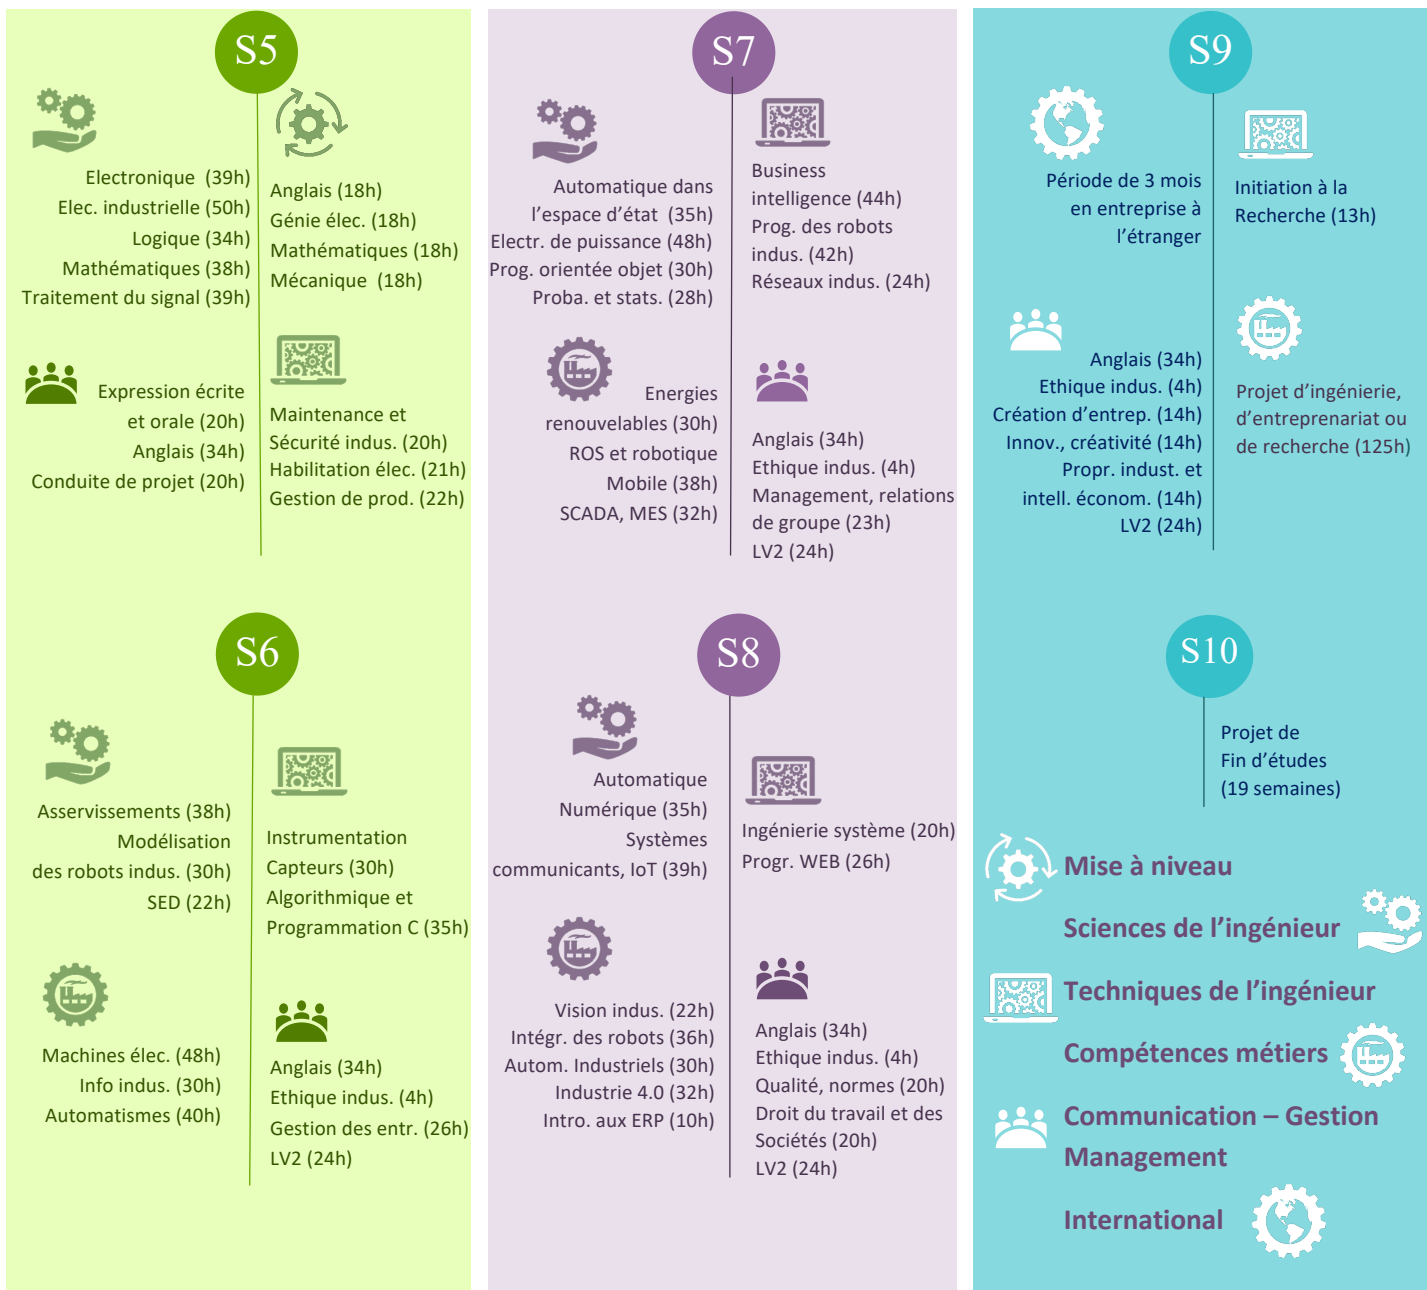 S5
Electronique (39h)
Elec. industrielle (50h)
Logique (34h)
Mathématiques (38h)
Traitement du signal (39h)
Anglais (18h)
Génie élec. (18h)
Mathématiques (18h)
Mécanique (18h)
Expression écrite
et orale (20h)
Anglais (34h)
Conduite de projet (20h)
Maintenance et
Sécurité indus. (20h)
Habilitation élec. (21h)
Gestion de prod. (22h)
S6
Asservissements (38h)
Modélisation
des robots indus. (30h)
SED (22h)
Instrumentation
Capteurs (30h)
Algorithmique et
Programmation C (35h)
Machines élec. (48h)
Info indus. (30h)
Automatismes (40h)
Anglais (34h)
Ethique indus. (4h)
Gestion des entr. (26h)
LV2 (24h)
S7
Automatique dans
l'espace d'état (35h)
Electr. de puissance (48h)
Prog. orientée objet (30h)
Proba. et stats. (28h)
Business
intelligence (44h)
Prog. des robots
indus. (42h)
Réseaux indus. (24h)
Energies
renouvelables (30h)
ROS et robotique
Mobile (38h)
SCADA, MES (32h)
Anglais (34h)
Ethique indus. (4h)
Management, relations
de groupe (23h)
LV2 (24h)
S8
Automatique
Numérique (35h)
Systèmes
communicants, IoT (39h)
Ingénierie système (20h)
Progr. WEB (26h)
Vision indus. (22h)
Intégr. des robots (36h)
Autom. Industriels (30h)
Industrie 4.0 (32h)
Intro. aux ERP (10h)
Anglais (34h)
Ethique indus. (4h)
Qualité, normes (20h)
Droit du travail et des
Sociétés (20h)
LV2 (24h)
S9
Période de 3 mois
en entreprise à
l'étranger
Initiation à la
Recherche (13h)
Anglais (34h)
Ethique indus. (4h)
Création d'entrep. (14h)
Innov., créativité (14h)
Propr. indust. et
intell. économ. (14h)
LV2 (24h)
Projet d'ingénierie,
d'entreprenariat ou
de recherche (125h)
S10
Projet de
Fin d'études
(19 semaines)
Mise à niveau
Sciences de l'ingénieur
Techniques de l'ingénieur
Compétences métiers
Communication – Gestion
Management
International